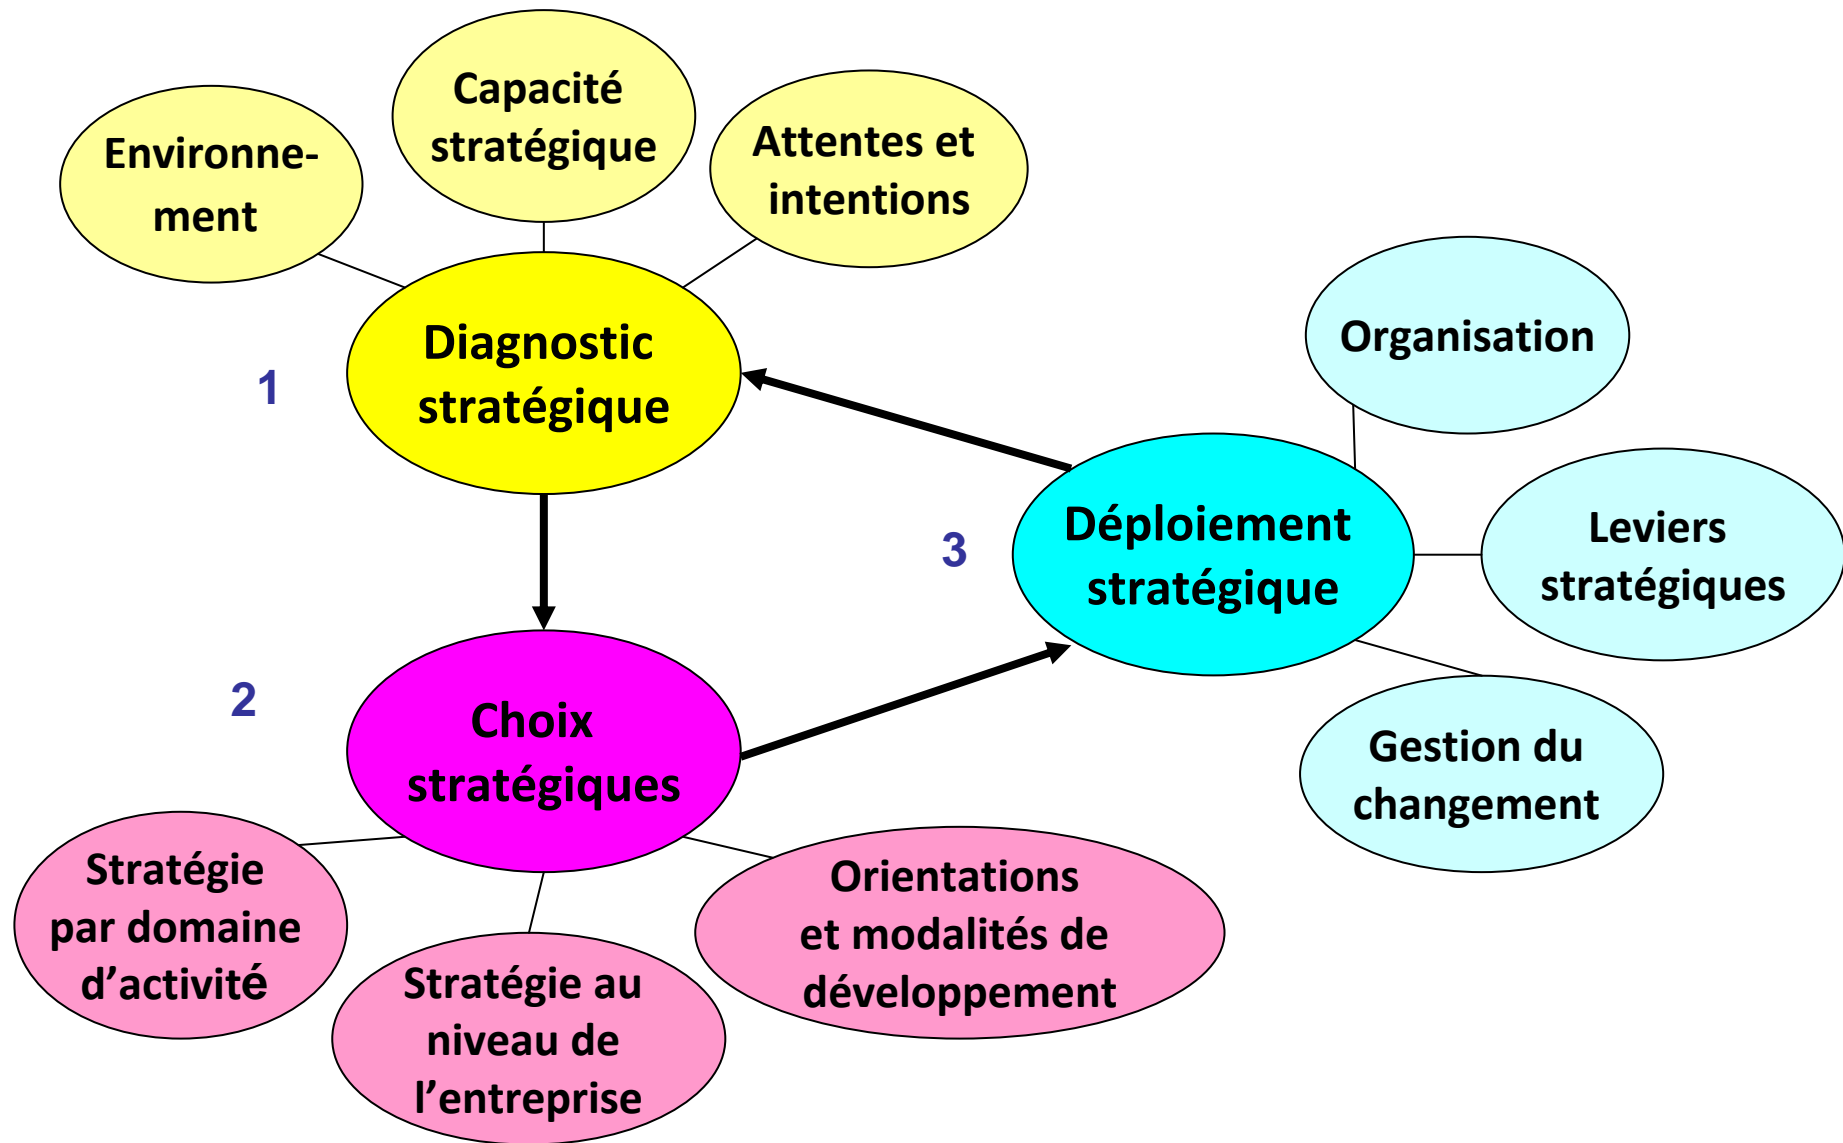 Environne-
ment
Capacité
stratégique
Attentes et
intentions
1
Diagnostic
stratégique
2
Choix
stratégiques
Stratégie
par domaine
d’activité
Stratégie au
niveau de
l’entreprise
Orientations
et modalités de
développement
3
Déploiement
stratégique
Organisation
Leviers
stratégiques
Gestion du
changement